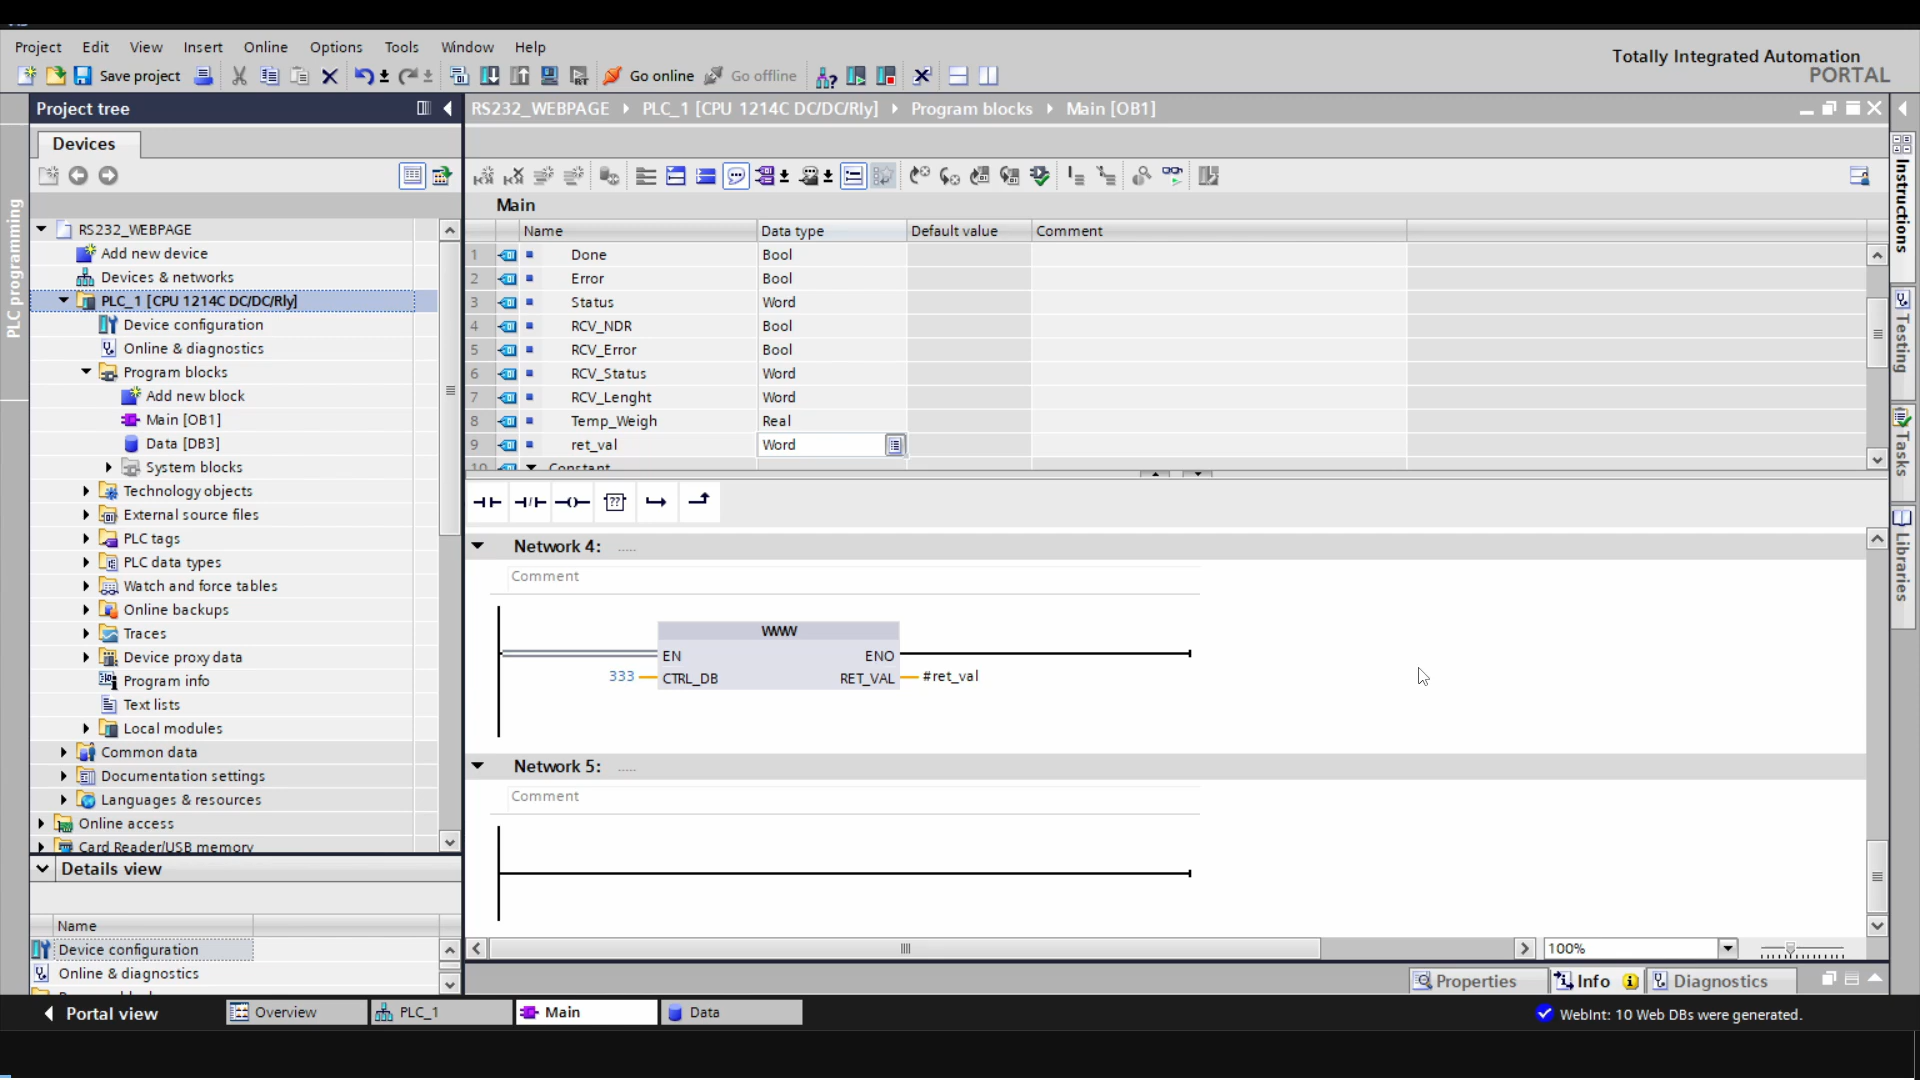 Project Edit View Insert Online Options Tools Window Help
Totally Integrated Automation
PORTAL
Save project Go online Go offline
Project tree
RS232_WEBPAGE PLC_1 [CPU 1214C DC/DC/Rly] Program blocks Main [OB1]
Devices
PLC programming
RS232_WEBPAGE
Add new device
Devices & networks
PLC_1 [CPU 1214C DC/DC/Rly]
Device configuration
Online & diagnostics
Program blocks
Add new block
Main [OB1]
Data [DB3]
System blocks
Technology objects
External source files
PLC tags
PLC data types
Watch and force tables
Online backups
Traces
Device proxy data
Program info
Text lists
Local modules
Common data
Documentation settings
Languages & resources
Online access
Card Reader/USB memory
Details view
Name
Device configuration
Online & diagnostics
Main
Name Data type Default value Comment
1 Done Bool
2 Error Bool
3 Status Word
4 RCV_NDR Bool
5 RCV_Error Bool
6 RCV_Status Word
7 RCV_Lenght Word
8 Temp_Weigh Real
9 ret_val Word
10 Constant
??
Network 4: .....
Comment
WWW
EN ENO
333 CTRL_DB RET_VAL #ret_val
Network 5: .....
Comment
100%
Properties Info Diagnostics
Instructions
Testing
Tasks
Libraries
Portal view Overview PLC_1 Main Data
WebInt: 10 Web DBs were generated.